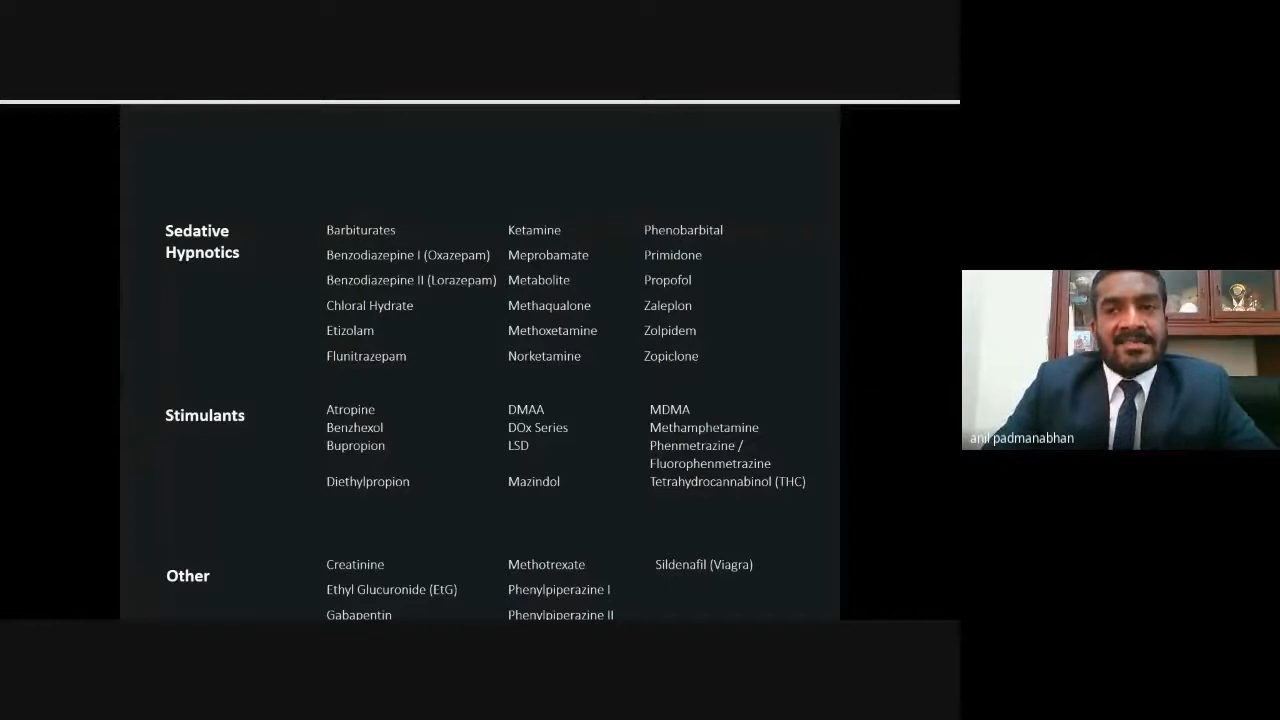 Sedative
Hypnotics
Barbiturates Ketamine Phenobarbital
Benzodiazepine I (Oxazepam) Meprobamate Primidone
Benzodiazepine II (Lorazepam) Metabolite Propofol
Chloral Hydrate Methaqualone Zaleplon
Etizolam Methoxetamine Zolpidem
Flunitrazepam Norketamine Zopiclone
Stimulants
Atropine DMAA MDMA
Benzhexol DOx Series Methamphetamine
Bupropion LSD Phenmetrazine /
Fluorophenmetrazine
Diethylpropion Mazindol Tetrahydrocannabinol (THC)
Other
Creatinine Methotrexate Sildenafil (Viagra)
Ethyl Glucuronide (EtG) Phenylpiperazine I
Gabapentin Phenylpiperazine II
anil padmanabhan